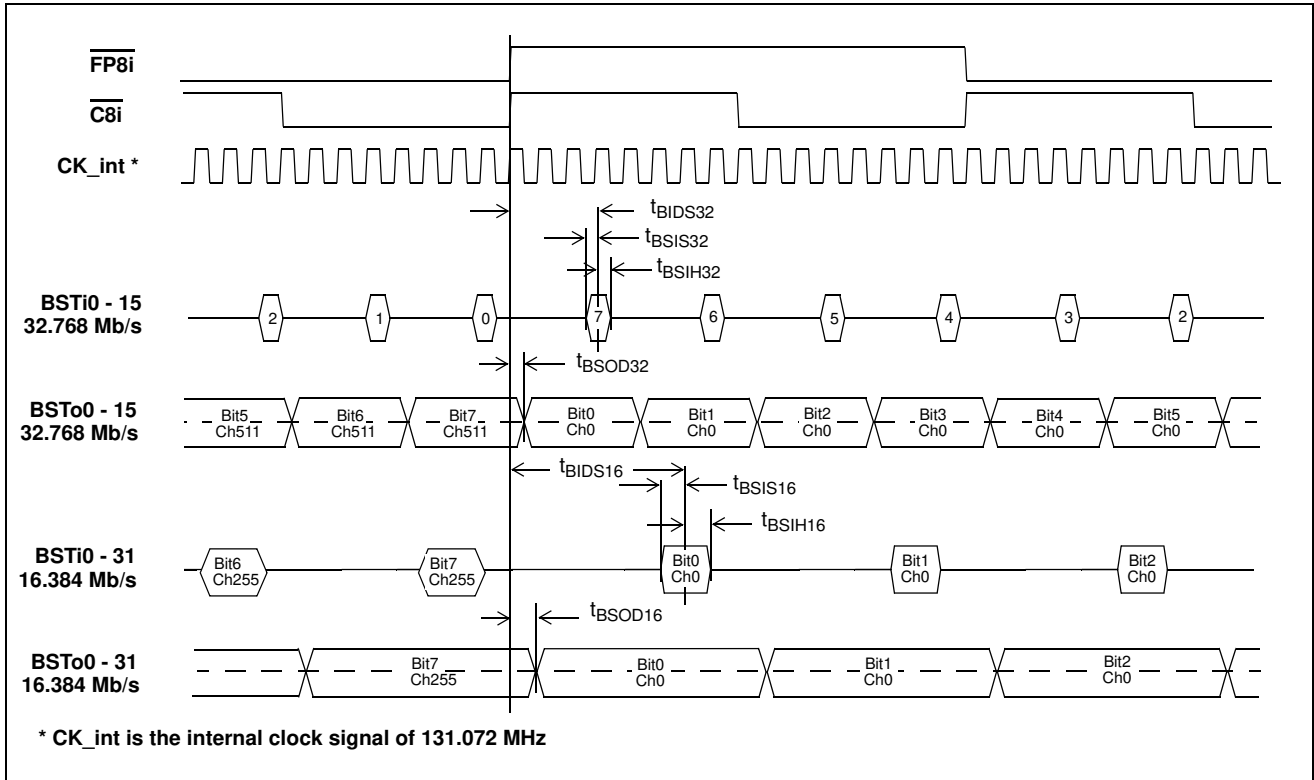 FP8i
C8i
CK_int *
tBIDS32
tBSIS32
tBSIH32
BSTi0 - 15
32.768 Mb/s
2 1 0 7 6 5 4 3 2
tBSOD32
BSTo0 - 15
32.768 Mb/s
Bit5 Bit6 Bit7 Bit0 Bit1 Bit2 Bit3 Bit4 Bit5
Ch511 Ch511 Ch511 Ch0 Ch0 Ch0 Ch0 Ch0 Ch0
tBIDS16
tBSIS16
tBSIH16
BSTi0 - 31
16.384 Mb/s
Bit6 Bit7 Bit0 Bit1 Bit2
Ch255 Ch255 Ch0 Ch0 Ch0
tBSOD16
BSTo0 - 31
16.384 Mb/s
Bit7 Bit0 Bit1 Bit2
Ch255 Ch0 Ch0 Ch0
* CK_int is the internal clock signal of 131.072 MHz